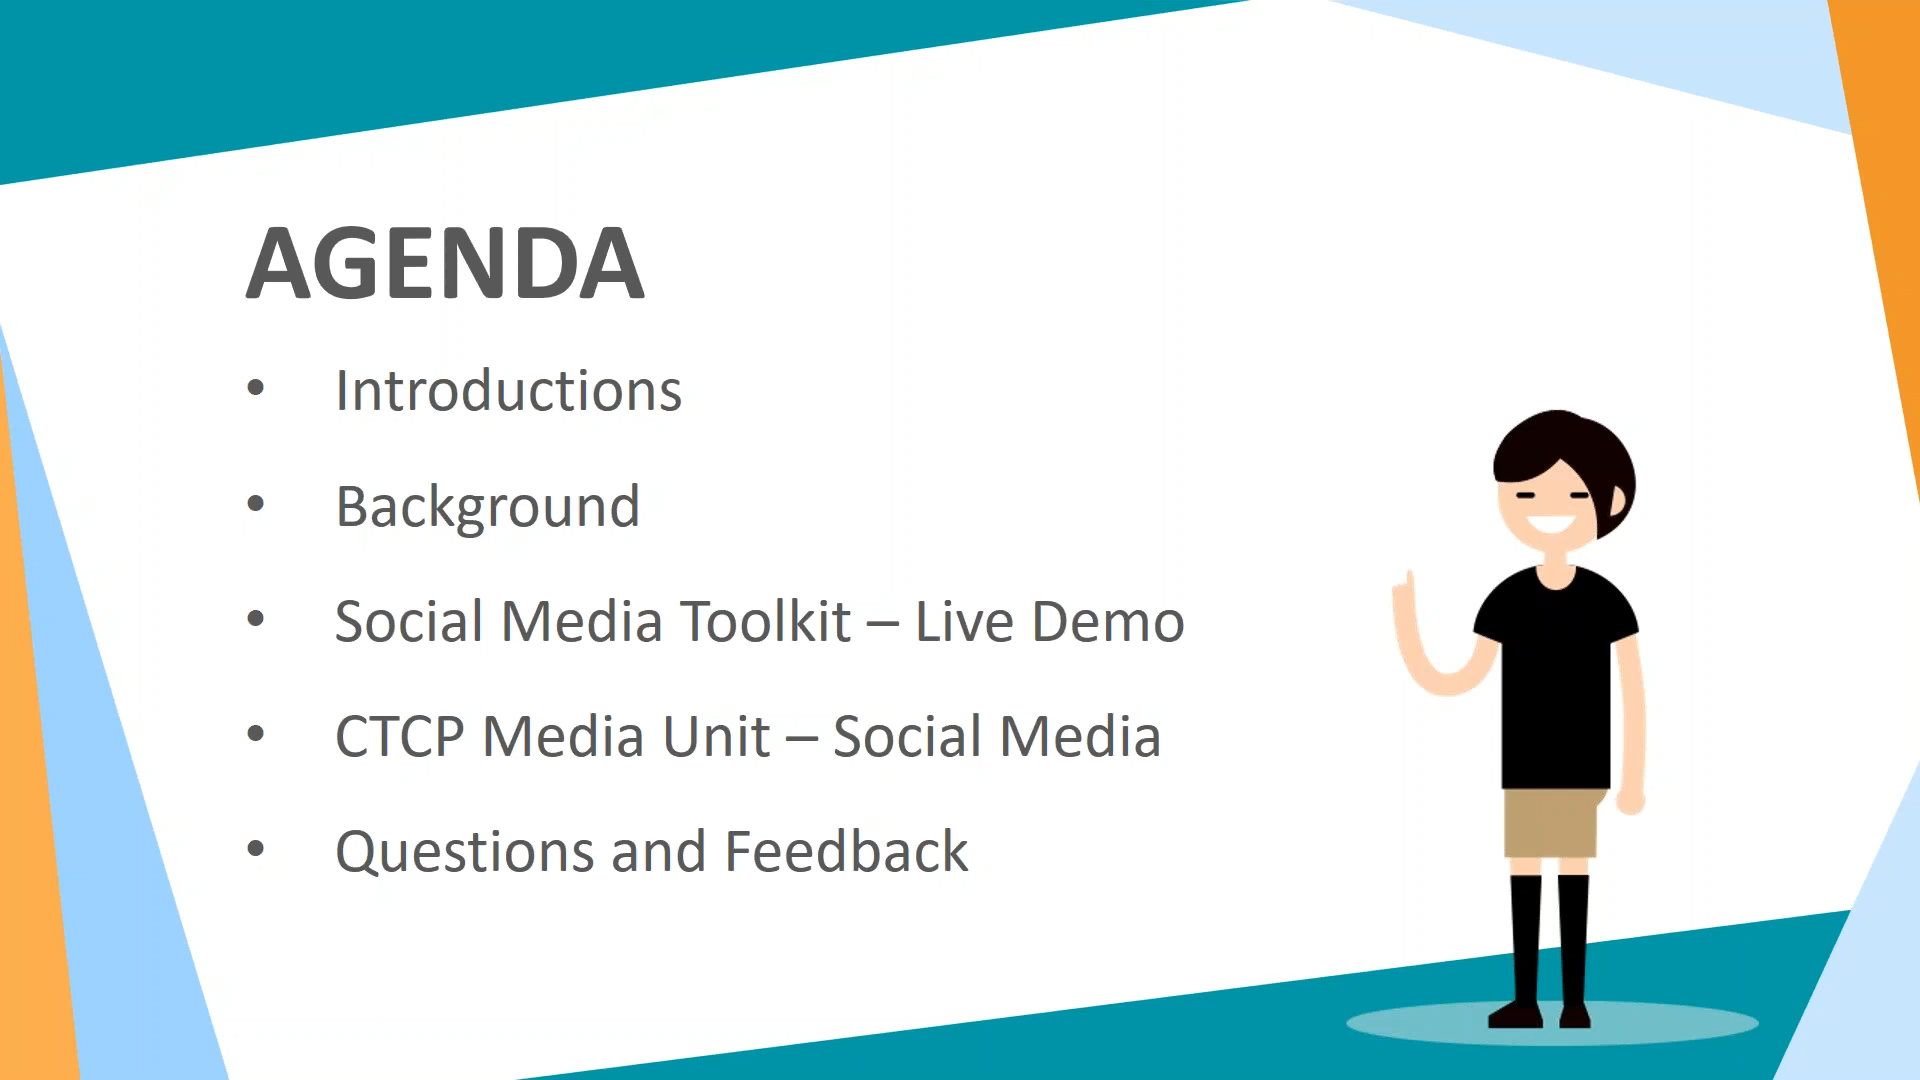 AGENDA
• Introductions
• Background
• Social Media Toolkit – Live Demo
• CTCP Media Unit – Social Media
• Questions and Feedback